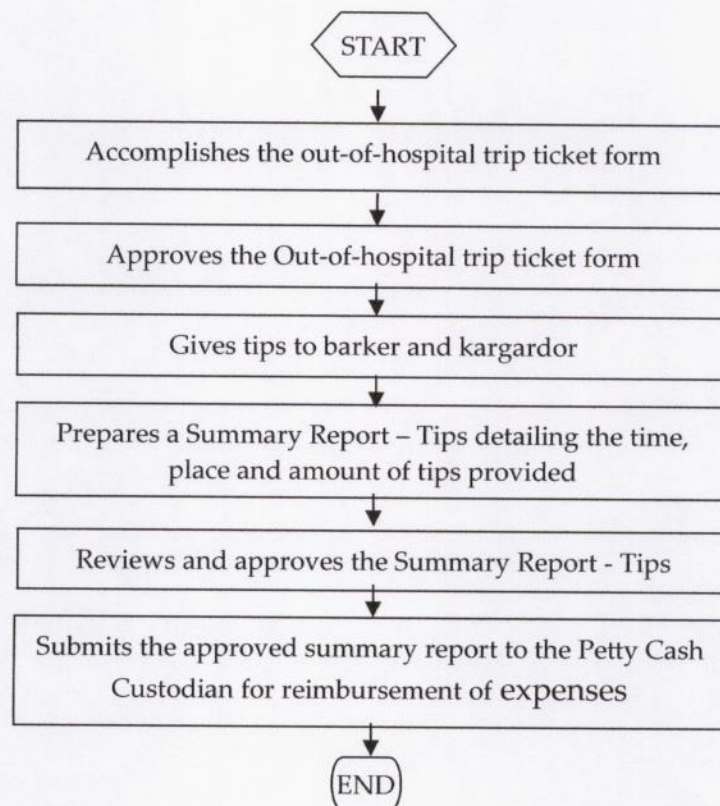 START
Accomplishes the out-of-hospital trip ticket form
Approves the Out-of-hospital trip ticket form
Gives tips to barker and kargardor
Prepares a Summary Report – Tips detailing the time,
place and amount of tips provided
Reviews and approves the Summary Report - Tips
Submits the approved summary report to the Petty Cash
Custodian for reimbursement of expenses
END